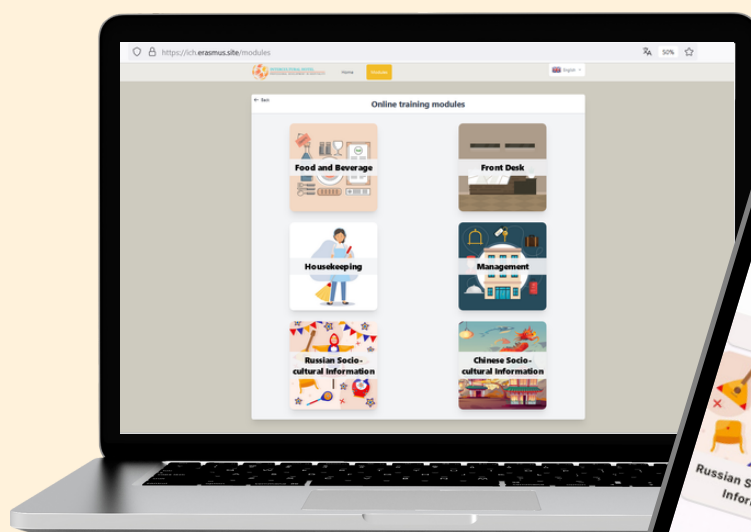 https://ich.erasmus.site/modules
50%
Home
Modules
English
← Back
Online training modules
Food and Beverage
Front Desk
Housekeeping
Management
Russian Socio-
cultural Information
Chinese Socio-
cultural Information
Russian S
Infor